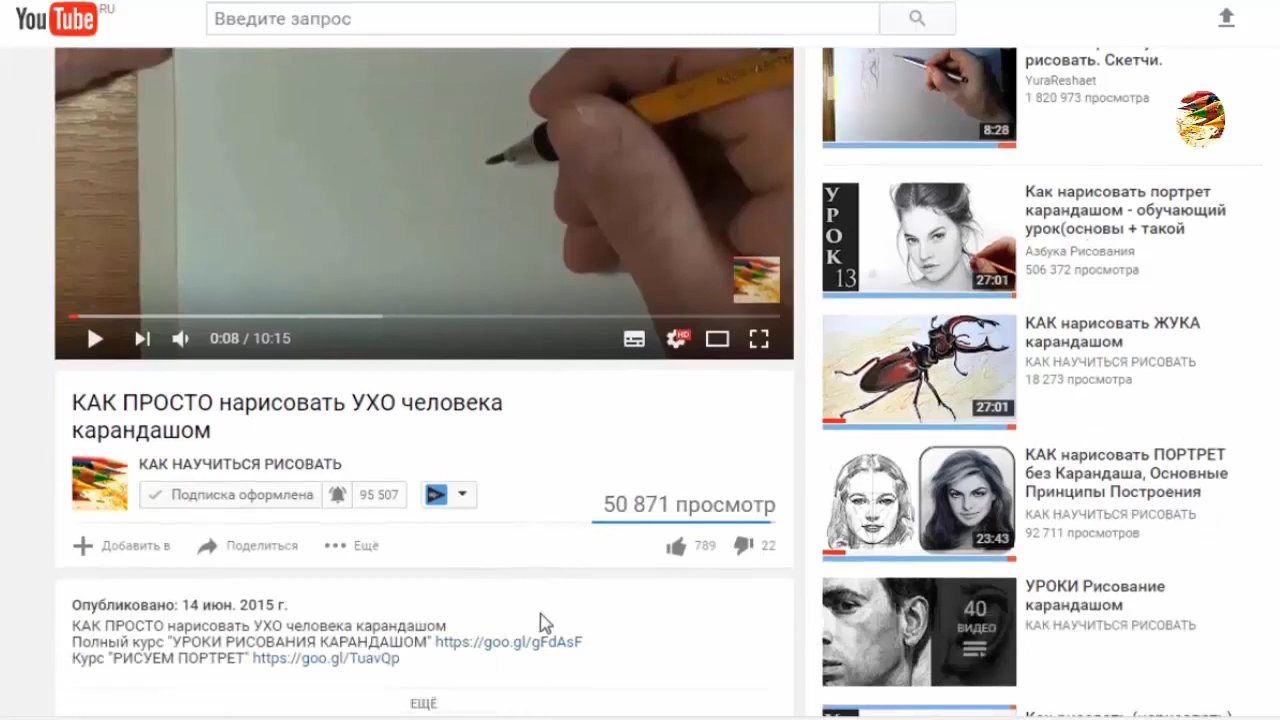 YouTube RU
Введите запрос
0:08 / 10:15
HD
КАК ПРОСТО нарисовать УХО человека
карандашом
КАК НАУЧИТЬСЯ РИСОВАТЬ
Подписка оформлена
95 507
50 871 просмотр
Добавить в
Поделиться
Ещё
789
22
Опубликовано: 14 июн. 2015 г.
КАК ПРОСТО нарисовать УХО человека карандашом
Полный курс "УРОКИ РИСОВАНИЯ КАРАНДАШОМ" https://goo.gl/gFdAsF
Курс "РИСУЕМ ПОРТРЕТ" https://goo.gl/TuavQp
ЕЩЁ
рисовать. Скетчи.
YuraReshaet
1 820 973 просмотра
8:28
УРОК
13
27:01
Как нарисовать портрет
карандашом - обучающий
урок(основы + такой
Азбука Рисования
506 372 просмотра
27:01
КАК нарисовать ЖУКА
карандашом
КАК НАУЧИТЬСЯ РИСОВАТЬ
18 273 просмотра
23:43
КАК нарисовать ПОРТРЕТ
без Карандаша, Основные
Принципы Построения
КАК НАУЧИТЬСЯ РИСОВАТЬ
92 711 просмотров
40
ВИДЕО
УРОКИ Рисование
карандашом
КАК НАУЧИТЬСЯ РИСОВАТЬ